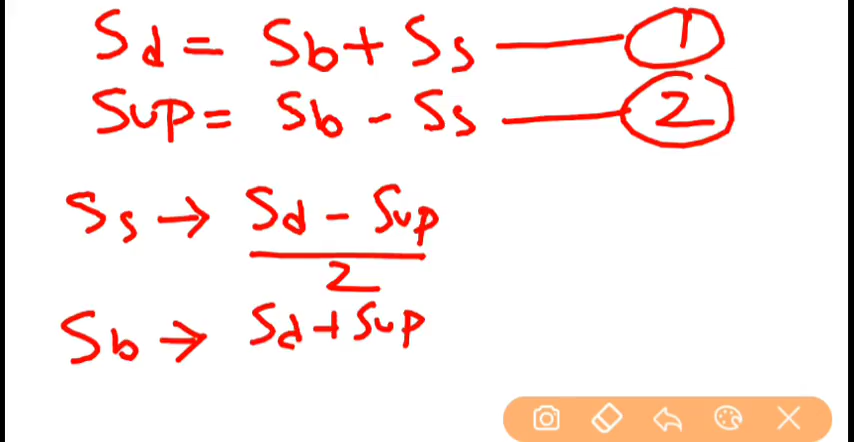 Sd = Sb + Ss — 1
Sup = Sb - Ss — 2
Ss → Sd - Sup
2
Sb → Sd + Sup